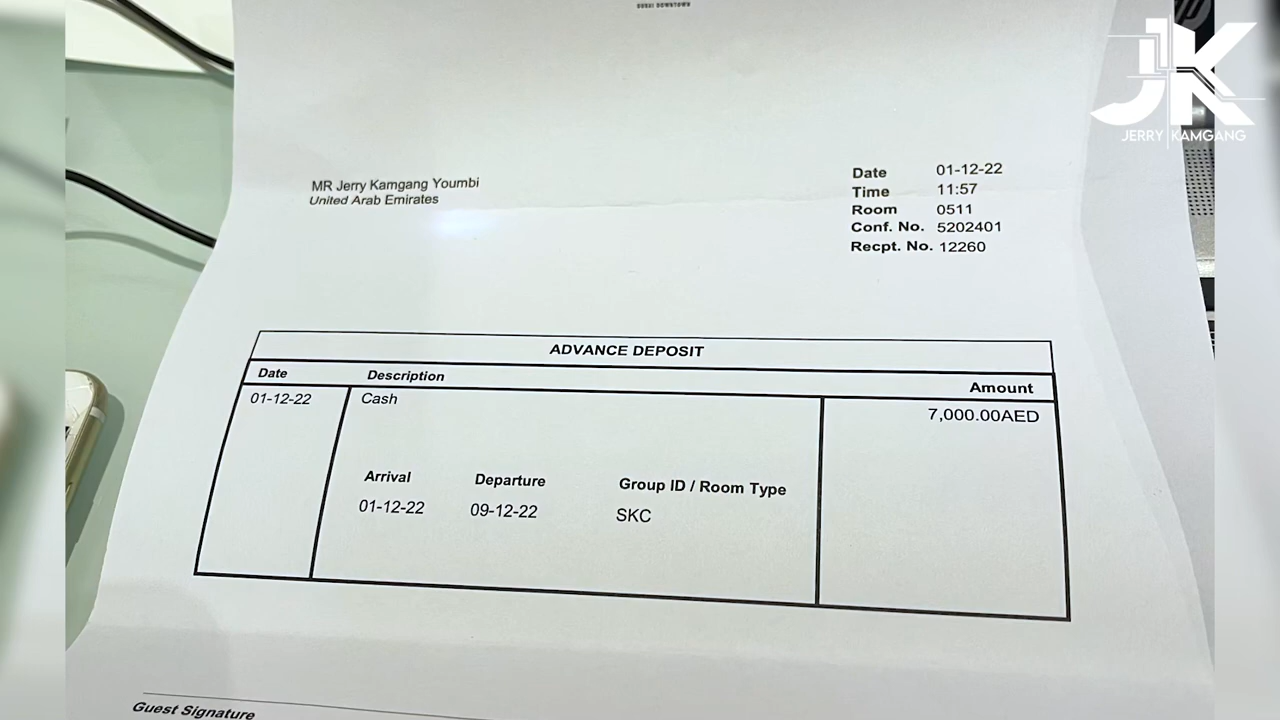 DUBAI DOWNTOWN
JK
JERRY KAMGANG
MR Jerry Kamgang Youmbi
United Arab Emirates
Date 01-12-22
Time 11:57
Room 0511
Conf. No. 5202401
Recpt. No. 12260
ADVANCE DEPOSIT
Date Description Amount
01-12-22 Cash 7,000.00AED
Arrival Departure Group ID / Room Type
01-12-22 09-12-22 SKC
Guest Signature